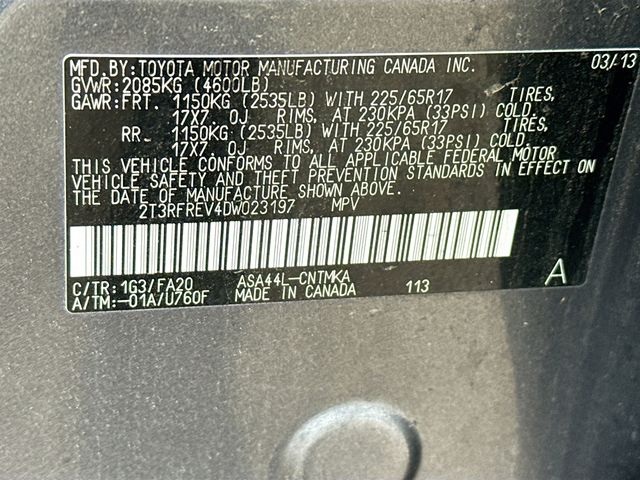 MFD.BY:TOYOTA MOTOR MANUFACTURING CANADA INC. 03/13
GVWR:2085KG (4600LB)
GAWR:FRT. 1150KG (2535LB) WITH 225/65R17 TIRES,
17X7. 0J RIMS, AT 230KPA (33PSI) COLD.
RR. 1150KG (2535LB) WITH 225/65R17 TIRES,
17X7. 0J RIMS, AT 230KPA (33PSI) COLD.
THIS VEHICLE CONFORMS TO ALL APPLICABLE FEDERAL MOTOR
VEHICLE SAFETY AND THEFT PREVENTION STANDARDS IN EFFECT ON
THE DATE OF MANUFACTURE SHOWN ABOVE.
2T3RFREV4DW023197 MPV
C/TR:1G3/FA20 ASA44L-CNTMKA 113 A
A/TM:-01A/U760F MADE IN CANADA